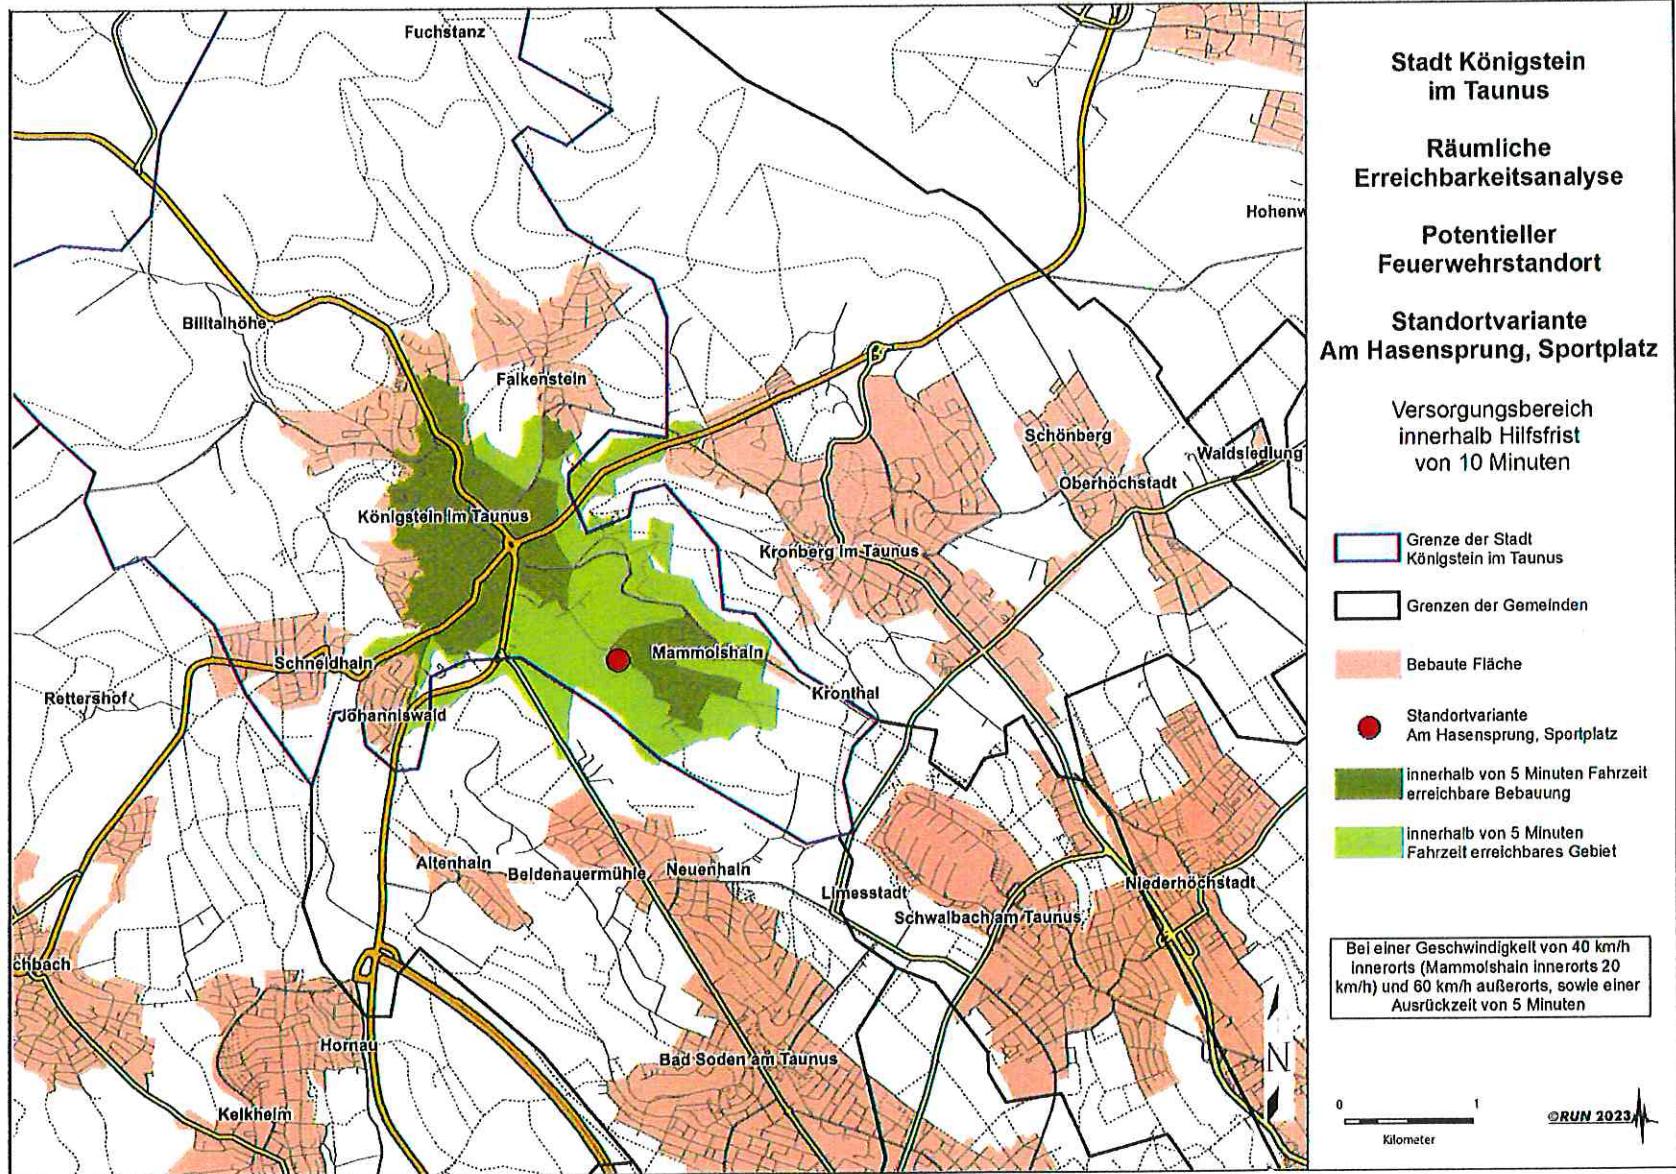 Stadt Königstein
im Taunus
Räumliche
Erreichbarkeitsanalyse
Potentieller
Feuerwehrstandort
Standortvariante
Am Hasensprung, Sportplatz
Versorgungsbereich
innerhalb Hilfsfrist
von 10 Minuten
Grenze der Stadt
Königstein im Taunus
Grenzen der Gemeinden
Bebaute Fläche
Standortvariante
Am Hasensprung, Sportplatz
innerhalb von 5 Minuten Fahrzeit
erreichbare Bebauung
innerhalb von 5 Minuten
Fahrzeit erreichbares Gebiet
Bei einer Geschwindigkeit von 40 km/h
innerorts (Mammolshain innerorts 20
km/h) und 60 km/h außerorts, sowie einer
Ausrückzeit von 5 Minuten
0 1
Kilometer
©RUN 2023
Fuchstanz
Hohenw
Billtalhöhe
Falkenstein
Schönberg
Waldsiedlung
Oberhöchstadt
Königstein im Taunus
Kronberg im Taunus
Schneidhain
Mammolshain
Rettershof
Kronthal
Johanniswald
Altenhain
Beidenauermühle
Neuenhain
Limesstadt
Niederhöchstadt
Schwalbach am Taunus
chbach
Hornau
Bad Soden am Taunus
N
Kelkheim